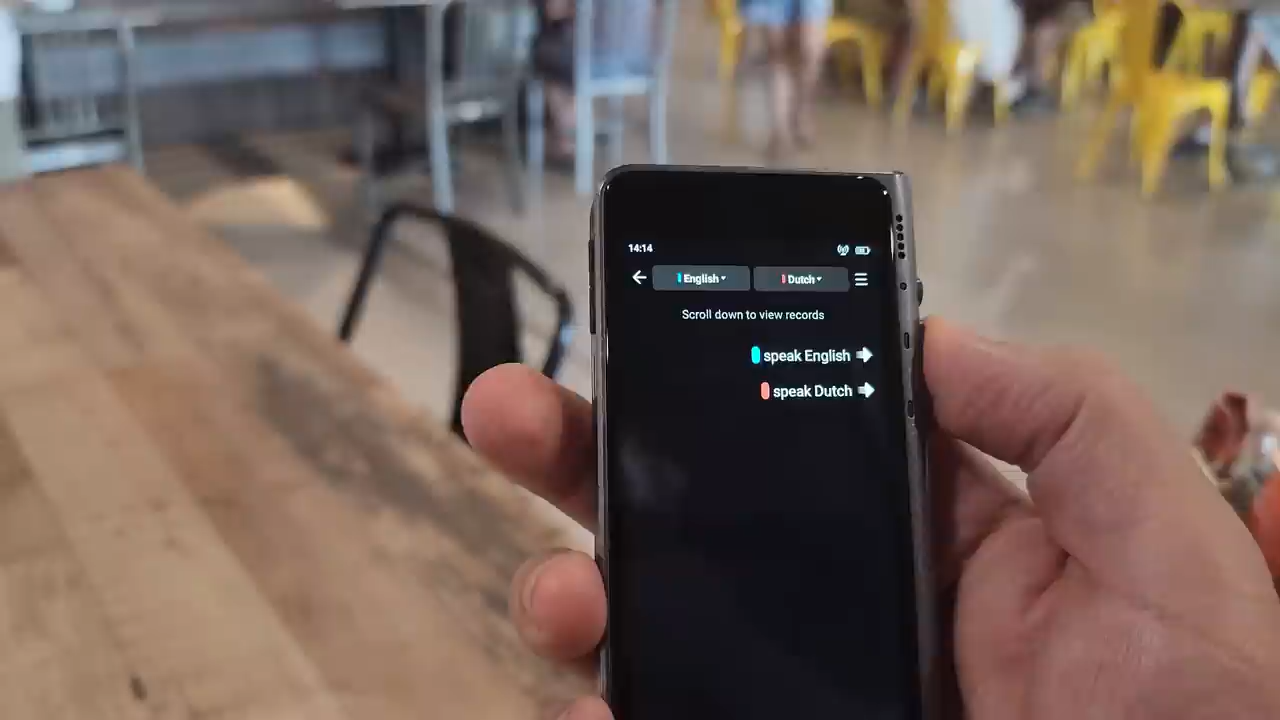 14:14
English
Dutch
Scroll down to view records
speak English
speak Dutch